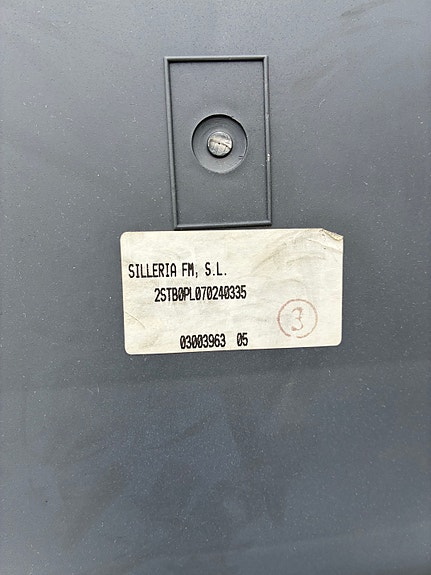 SILLERIA FM, S.L.
2STB0PL070240335
3
03003963 05